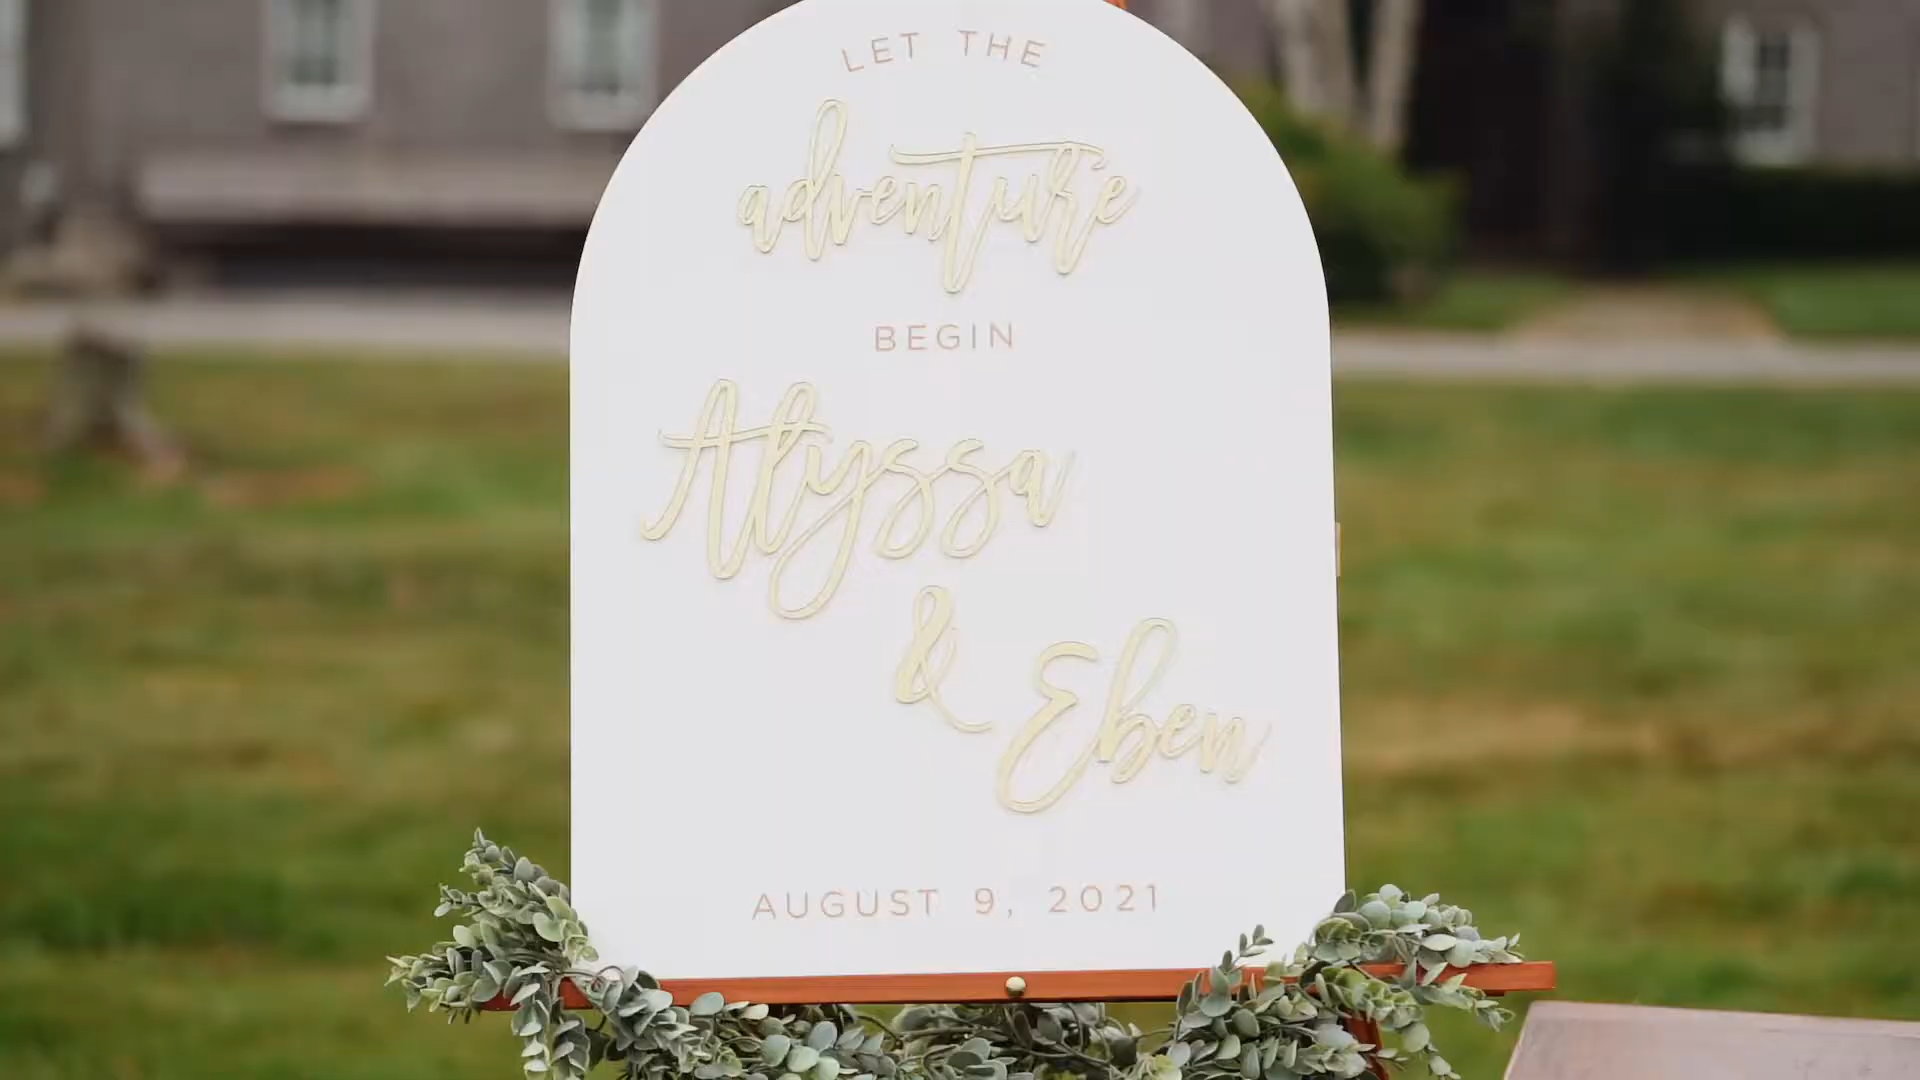 LET THE
adventure
BEGIN
Alyssa
&
Eben
AUGUST 9, 2021